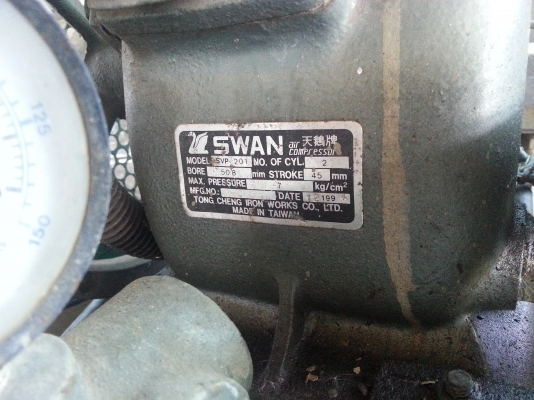 125
150
SWAN air compressor 天鵝牌
MODEL SVP-201 NO. OF CYL. 2
BORE 50 mm STROKE 45 mm
MAX. PRESSURE 7 kg/cm²
MFG.NO. DATE 199
TONG CHENG IRON WORKS CO., LTD.
MADE IN TAIWAN